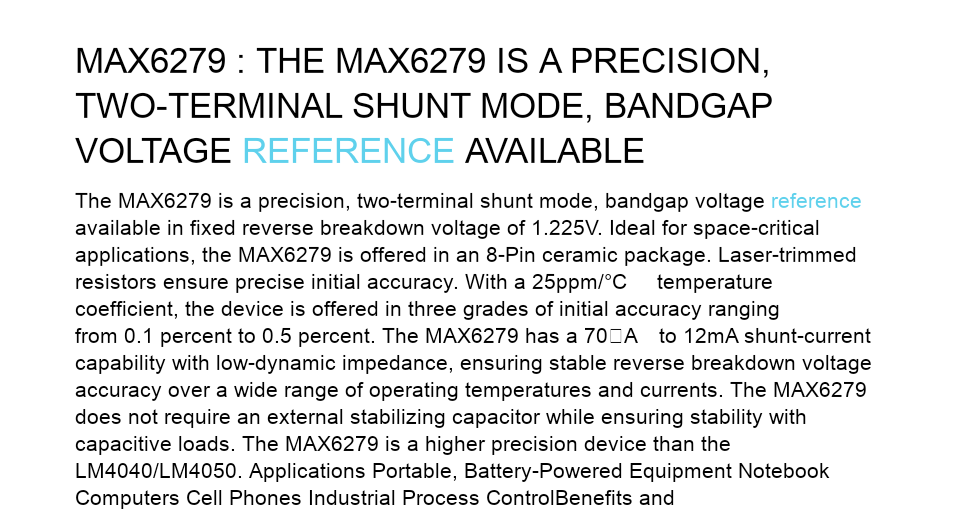 MAX6279 : THE MAX6279 IS A PRECISION,
TWO-TERMINAL SHUNT MODE, BANDGAP
VOLTAGE REFERENCE AVAILABLE
The MAX6279 is a precision, two-terminal shunt mode, bandgap voltage reference
available in fixed reverse breakdown voltage of 1.225V. Ideal for space-critical
applications, the MAX6279 is offered in an 8-Pin ceramic package. Laser-trimmed
resistors ensure precise initial accuracy. With a 25ppm/°C temperature
coefficient, the device is offered in three grades of initial accuracy ranging
from 0.1 percent to 0.5 percent. The MAX6279 has a 70□A to 12mA shunt-current
capability with low-dynamic impedance, ensuring stable reverse breakdown voltage
accuracy over a wide range of operating temperatures and currents. The MAX6279
does not require an external stabilizing capacitor while ensuring stability with
capacitive loads. The MAX6279 is a higher precision device than the
LM4040/LM4050. Applications Portable, Battery-Powered Equipment Notebook
Computers Cell Phones Industrial Process ControlBenefits and